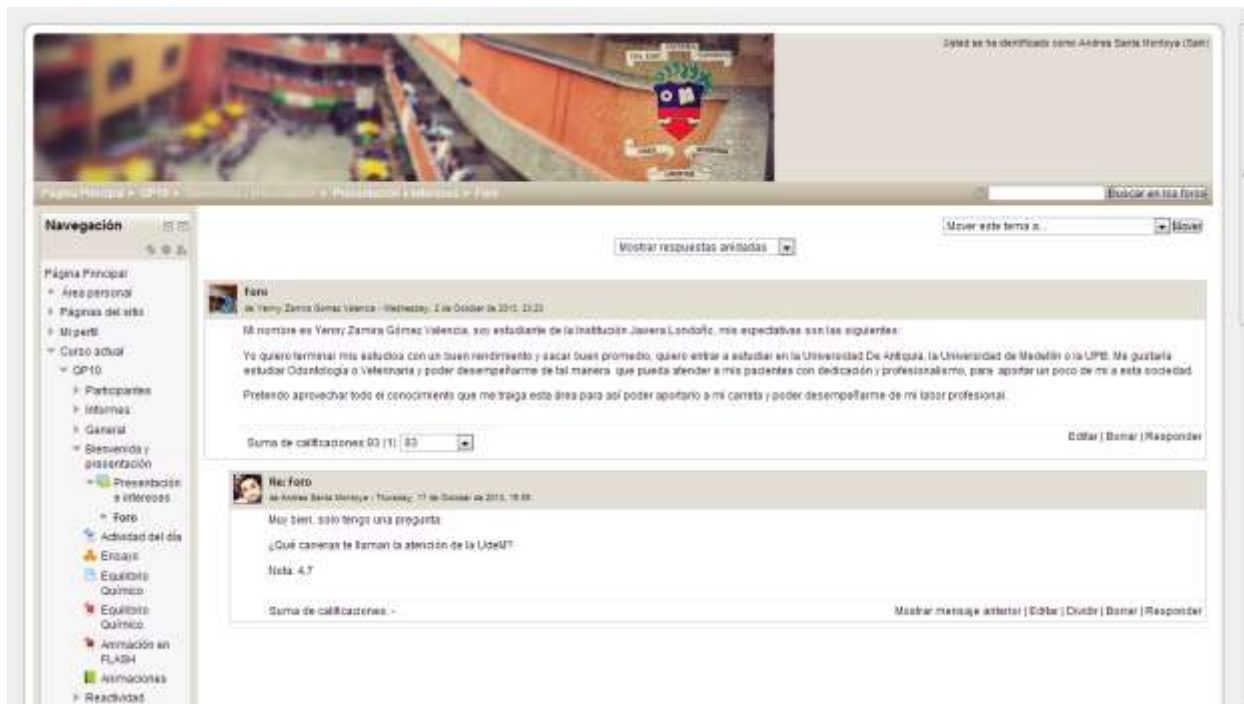 Usted se ha identificado como Andrea Santa Montoya (Salir)
Página Principal ► QP10 ► ► Presentación e intereses ► Foro
Buscar en los foros
Navegación
Página Principal
Área personal
Páginas del sitio
Mi perfil
Curso actual
QP10
Participantes
Informes
General
Bienvenida y
presentación
Presentación
e intereses
Foro
Actividad del día
Ensayo
Equilibrio
Químico
Equilibrio
Químico
Animación en
FLASH
Animaciones
Reactividad
Mover este tema a...
Mover
Mostrar respuestas anidadas
Foro
de Yenny Zamira Gómez Valencia - Wednesday, 2 de October de 2013, 23:23
Mi nombre es Yenny Zamira Gómez Valencia, soy estudiante de la Institución Javiera Londoño, mis expectativas son las siguientes:
Yo quiero terminar mis estudios con un buen rendimiento y sacar buen promedio, quiero entrar a estudiar en la Universidad De Antiquia, la Universidad de Medellín o la UPB. Me gustaría
estudiar Odontología o Veterinaria y poder desempeñarme de tal manera que pueda atender a mis pacientes con dedicación y profesionalismo, para aportar un poco de mi a esta sociedad.
Pretendo aprovechar todo el conocimiento que me traiga esta área para así poder aportarlo a mi carrera y poder desempeñarme de mi labor profesional.
Suma de calificaciones: 93 (1) 93
Editar | Borrar | Responder
Re: Foro
de Andrea Santa Montoya - Thursday, 17 de October de 2013,
Muy bien, solo tengo una pregunta:
¿Qué carreras te llaman la atención de la UdeM?
Nota: 4.7
Suma de calificaciones: -
Mostrar mensaje anterior | Editar | Dividir | Borrar | Responder